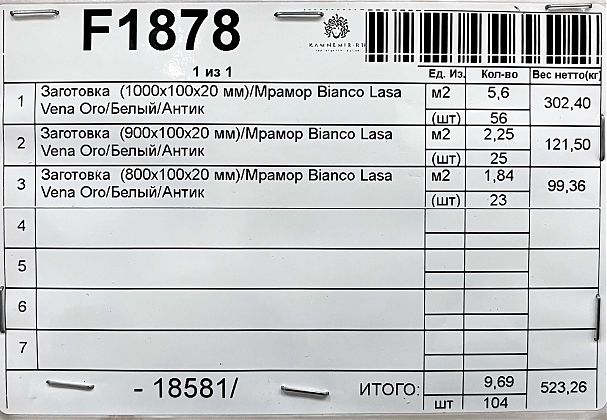 F1878
KAMNEMIR.RU
1 из 1
Ед. Из. Кол-во Вес нетто(кг)
1 Заготовка (1000x100x20 мм)/Мрамор Bianco Lasa м2 5,6 302,40
Vena Oro/Белый/Антик (шт) 56
2 Заготовка (900x100x20 мм)/Мрамор Bianco Lasa м2 2,25 121,50
Vena Oro/Белый/Антик (шт) 25
3 Заготовка (800x100x20 мм)/Мрамор Bianco Lasa м2 1,84 99,36
Vena Oro/Белый/Антик (шт) 23
4
5
6
7
- 18581/ ИТОГО: 9,69 523,26
шт 104